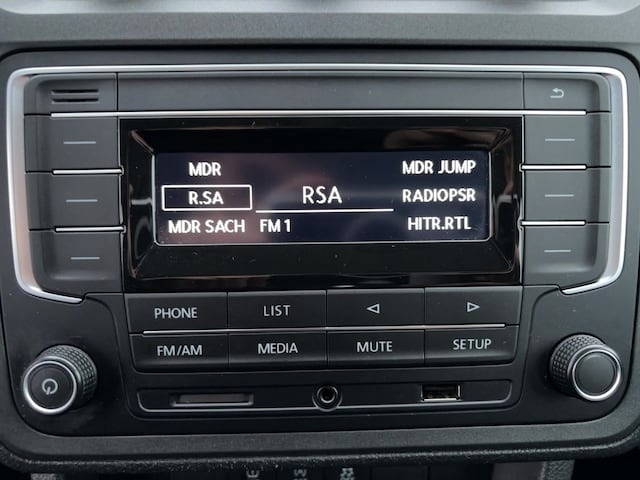 MDR MDR JUMP
R.SA RSA RADIOPSR
MDR SACH FM1 HITR.RTL
PHONE LIST
FM/AM MEDIA MUTE SETUP